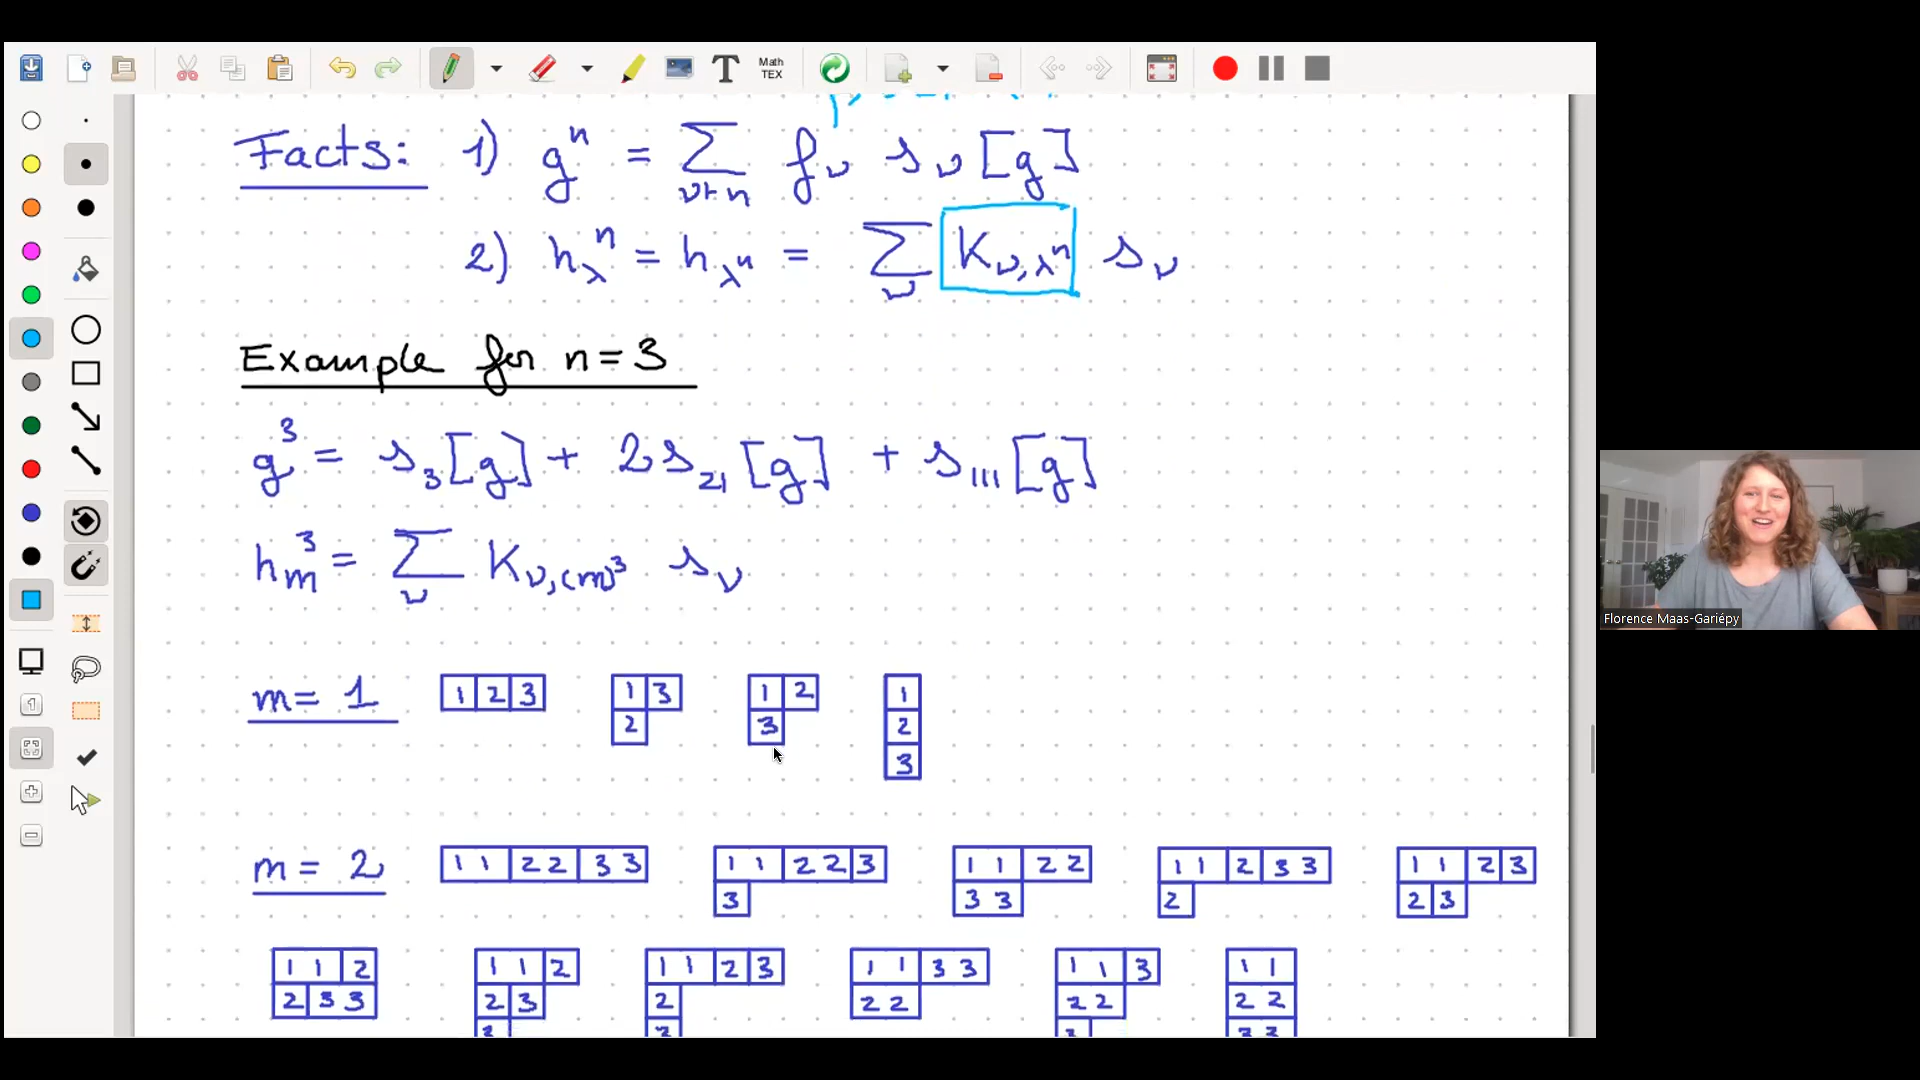 Math
TEX
Facts: 1) gⁿ = Σ_{ν⊢n} f_ν s_ν[g]
2) h_λⁿ = h_{λⁿ} = Σ_ν K_{ν,λⁿ} s_ν
Example for n=3
g³ = s₃[g] + 2s₂₁[g] + s₁₁₁[g]
h_m³ = Σ_ν K_{ν,(m)³} s_ν
Florence Maas-Gariépy
m= 1 1 2 3 1 3 1 2 1
2 3 2
3
m = 2 1 1 2 2 3 3 1 1 2 2 3 1 1 2 2 1 1 2 3 3 1 1 2 3
3 3 3 2 2 3
1 1 2 1 1 2 1 1 2 3 1 1 3 3 1 1 3 1 1
2 3 3 2 3 2 2 2 2 2 2 2